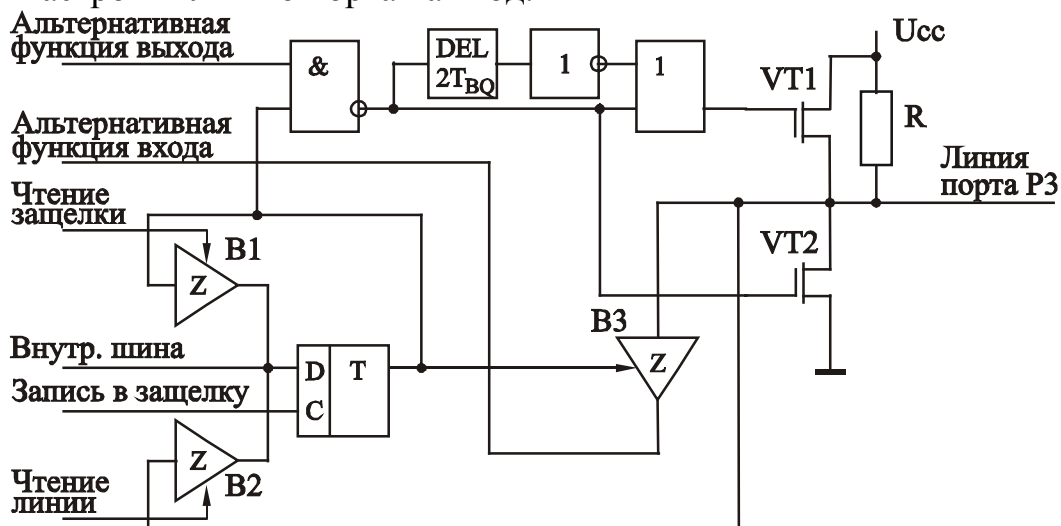 Альтернативная
функция выхода
&
DEL
2T_BQ
1
1
Ucc
VT1
R
Альтернативная
функция входа
Линия
порта P3
Чтение
защелки
B1
Z
VT2
B3
Z
Внутр. шина
D
T
Запись в защелку
C
Z
B2
Чтение
линии